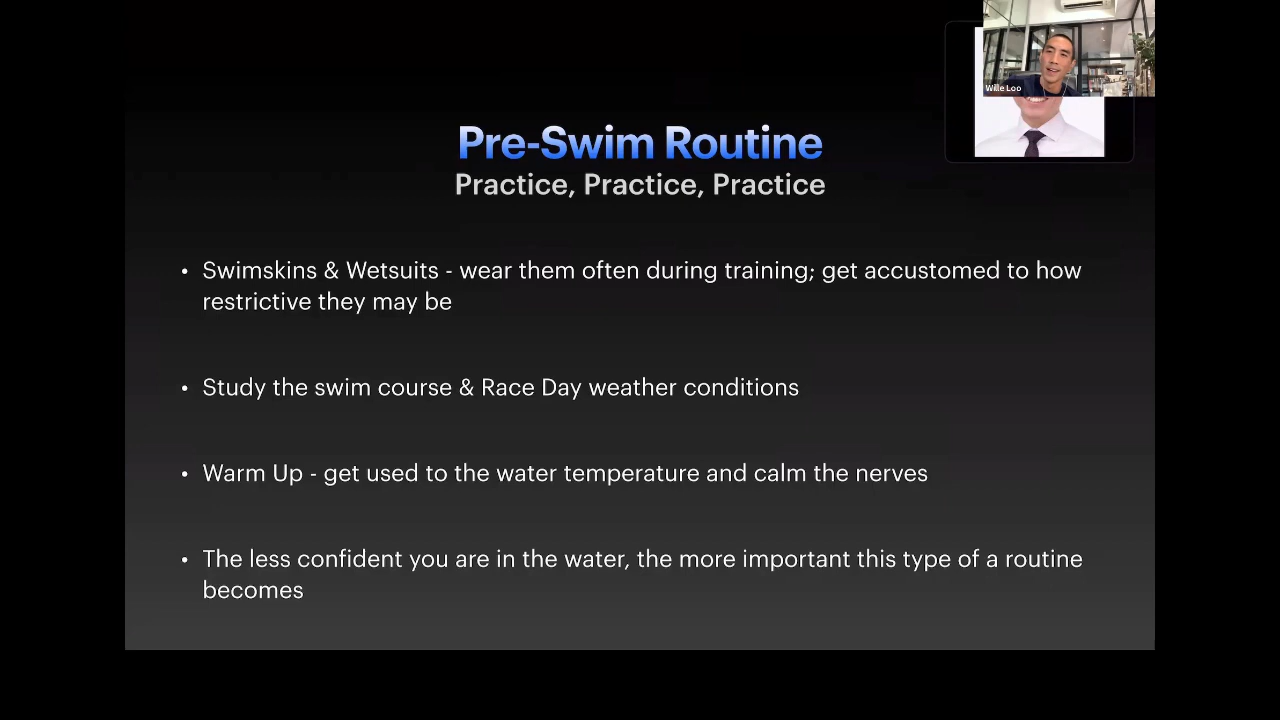 Wille Loo
Pre-Swim Routine
Practice, Practice, Practice
• Swimskins & Wetsuits - wear them often during training; get accustomed to how
restrictive they may be
• Study the swim course & Race Day weather conditions
• Warm Up - get used to the water temperature and calm the nerves
• The less confident you are in the water, the more important this type of a routine
becomes